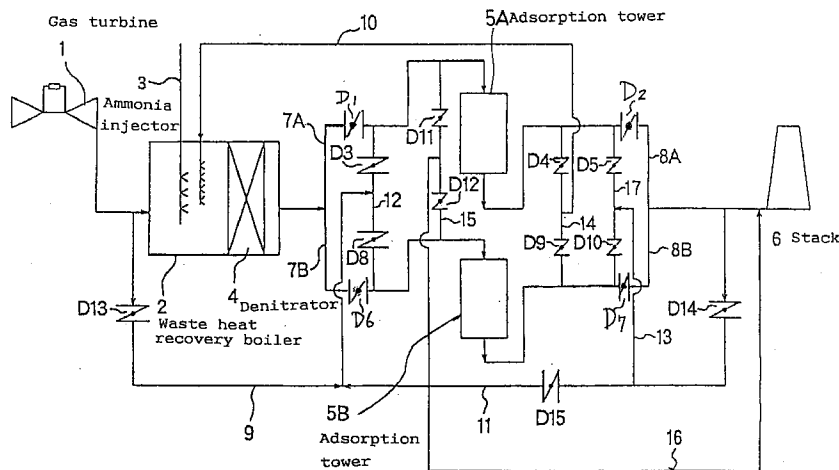 Gas turbine
1
3
10
5A Adsorption tower
Ammonia
injector
7A
D1
D3
D11
D2
D4
D5
8A
12
D12
15
17
14
D8
D9
D10
7B
8B
6 Stack
D13
2
4
Denitrator
D6
D7
D14
Waste heat
recovery boiler
13
9
5B
11
D15
Adsorption
tower
16